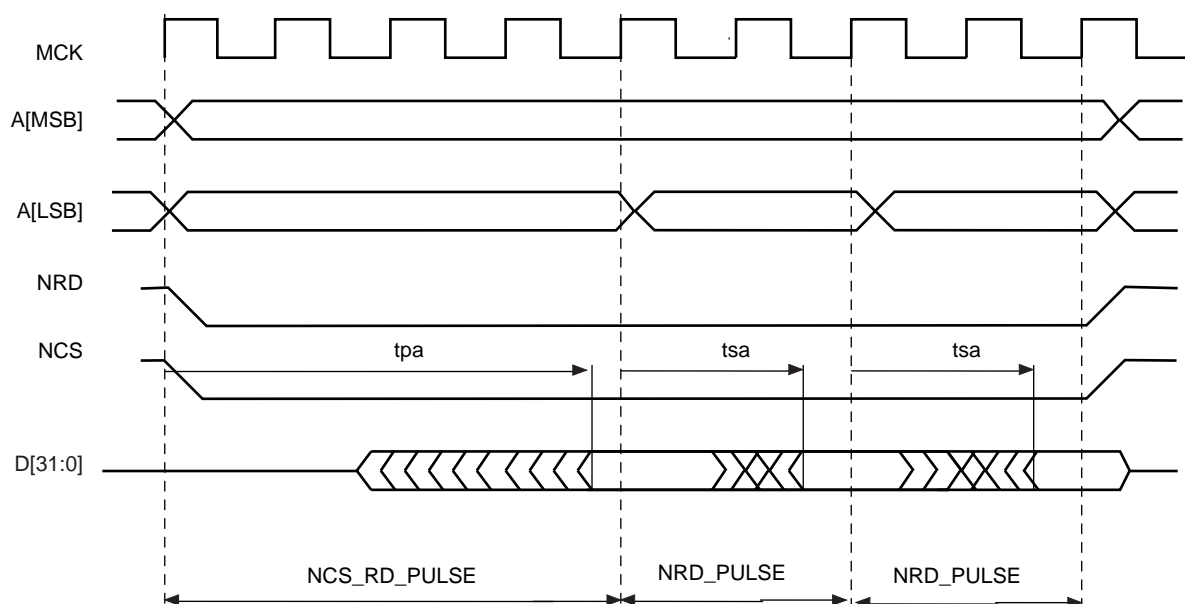 MCK
A[MSB]
A[LSB]
NRD
NCS
tpa
tsa
tsa
D[31:0]
NCS_RD_PULSE
NRD_PULSE
NRD_PULSE